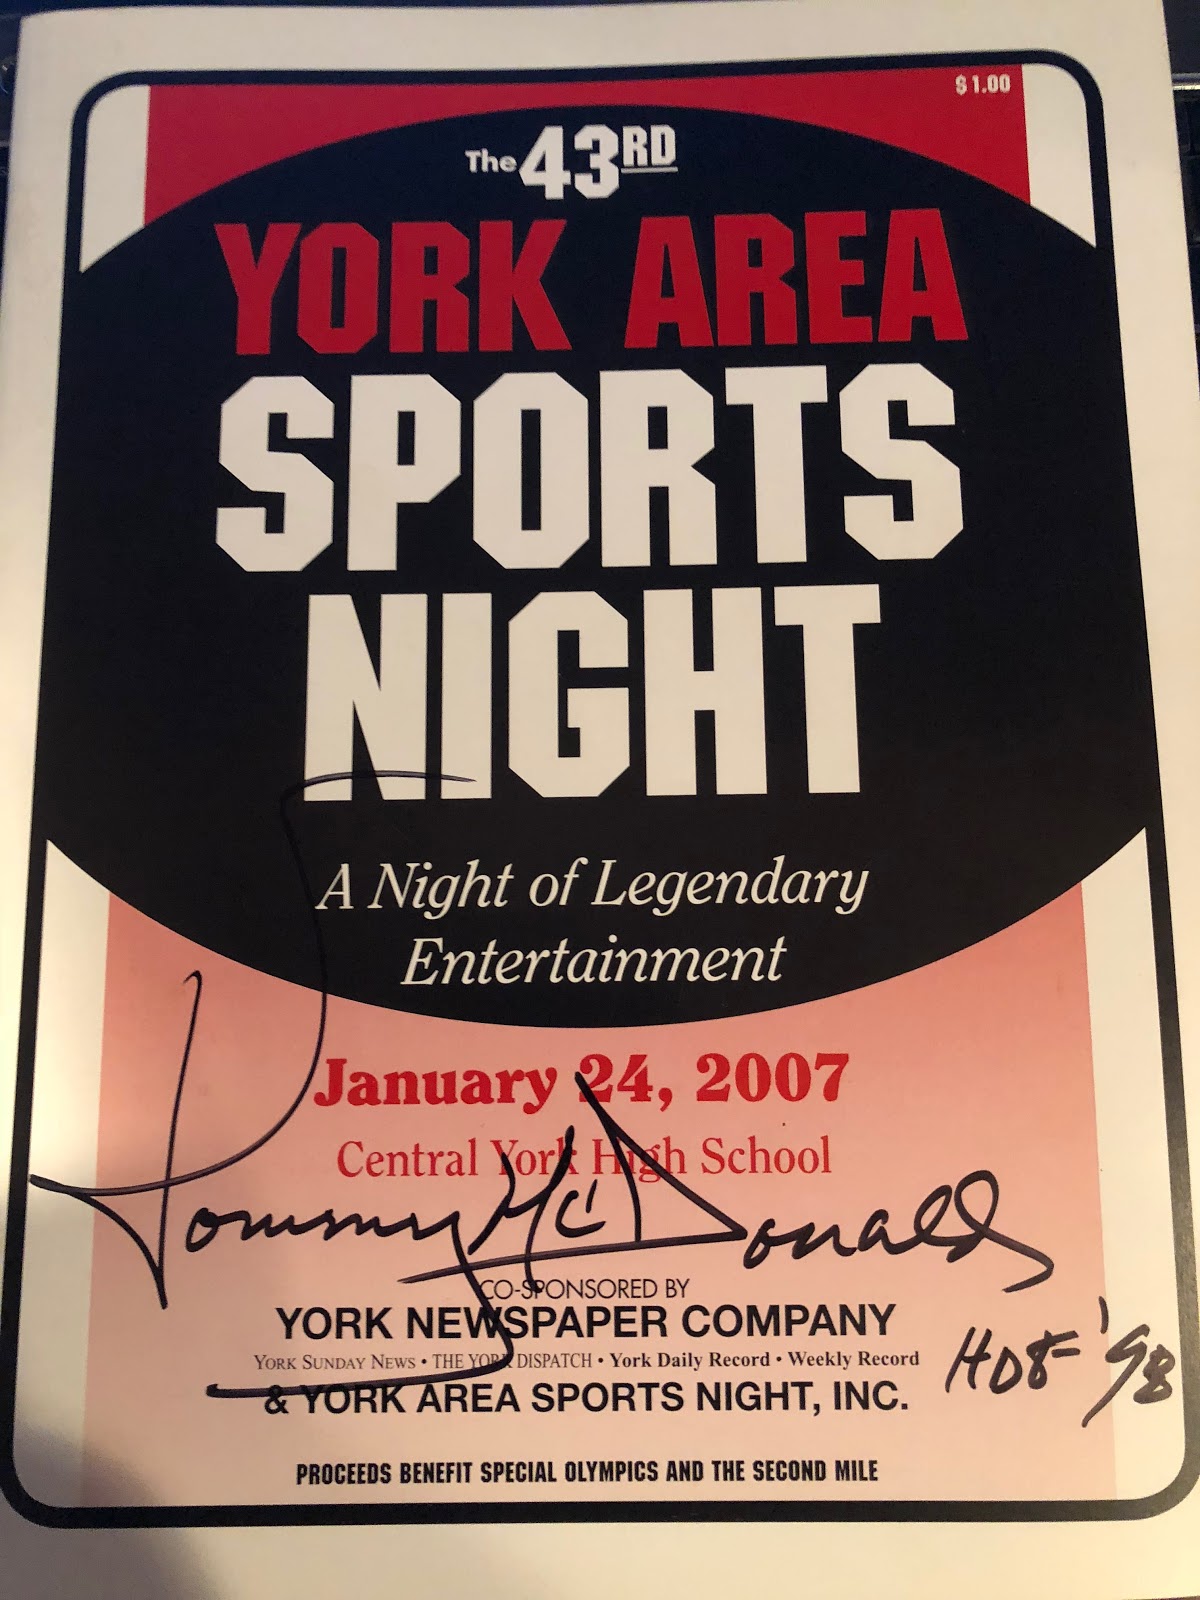 $1.00
The 43RD
YORK AREA
SPORTS
NIGHT
A Night of Legendary
Entertainment
January 24, 2007
Central York High School
Tommy McDonald
CO-SPONSORED BY
YORK NEWSPAPER COMPANY
HOF '98
York Sunday News • THE YORK DISPATCH • York Daily Record • Weekly Record
& YORK AREA SPORTS NIGHT, INC.
PROCEEDS BENEFIT SPECIAL OLYMPICS AND THE SECOND MILE